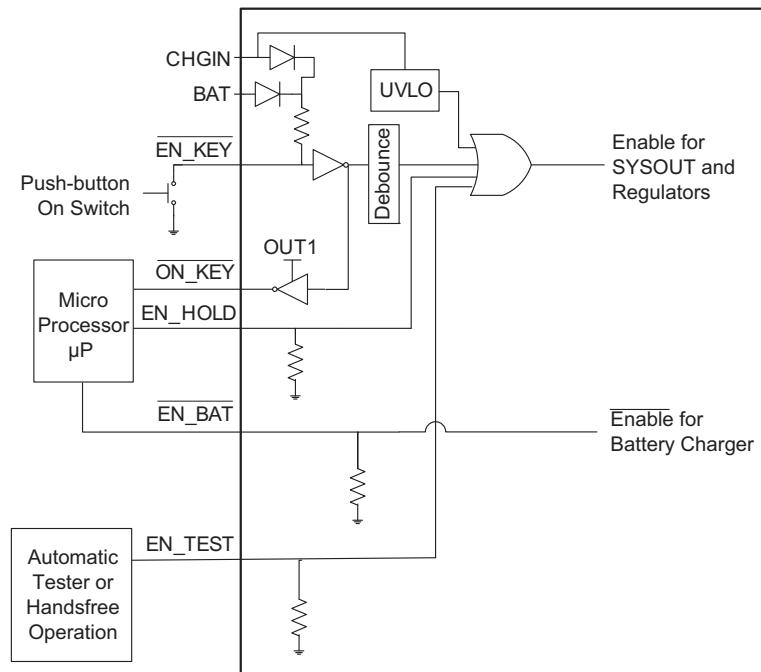 CHGIN
BAT
UVLO
EN_KEY
Debounce
Enable for
SYSOUT and
Regulators
Push-button
On Switch
OUT1
ON_KEY
Micro
Processor
µP
EN_HOLD
EN_BAT
Enable for
Battery Charger
EN_TEST
Automatic
Tester or
Handsfree
Operation